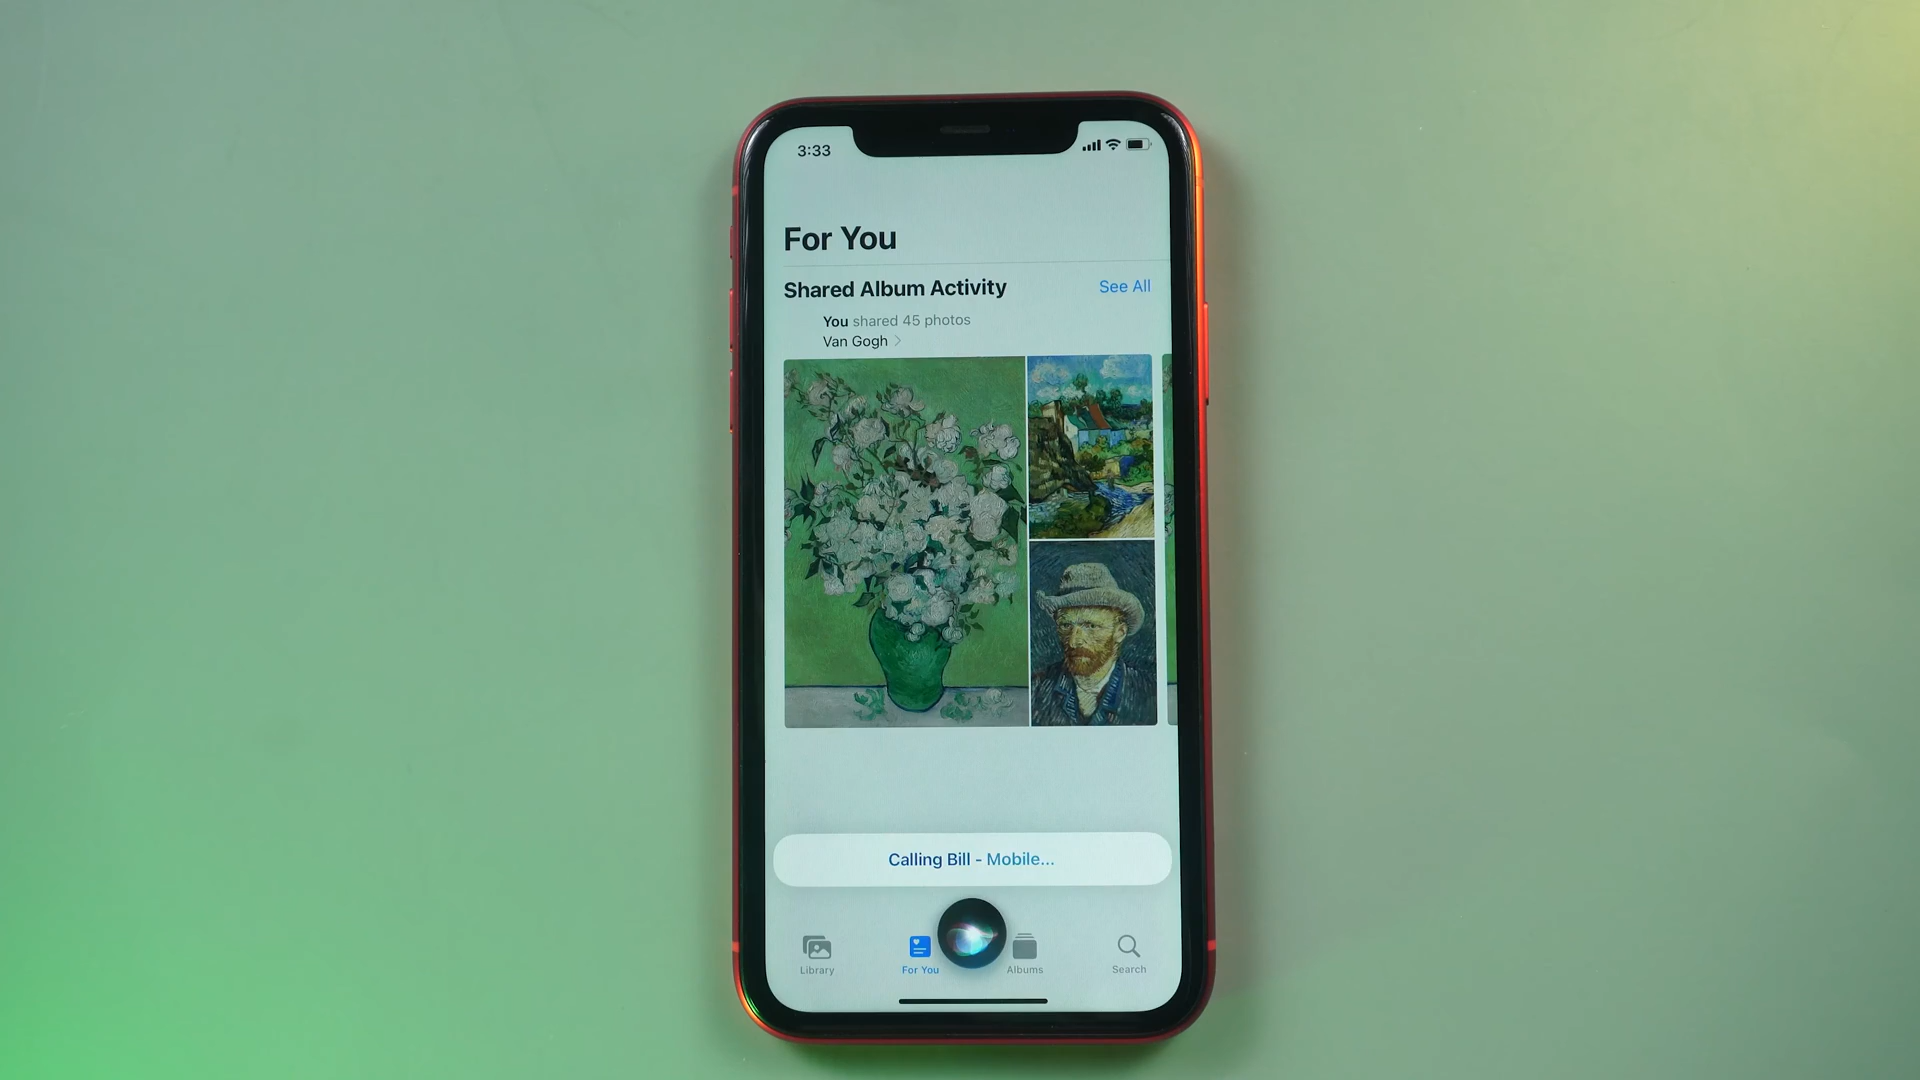 3:33
For You
Shared Album Activity
See All
You shared 45 photos
Van Gogh
Calling Bill - Mobile...
Library
For You
Albums
Search